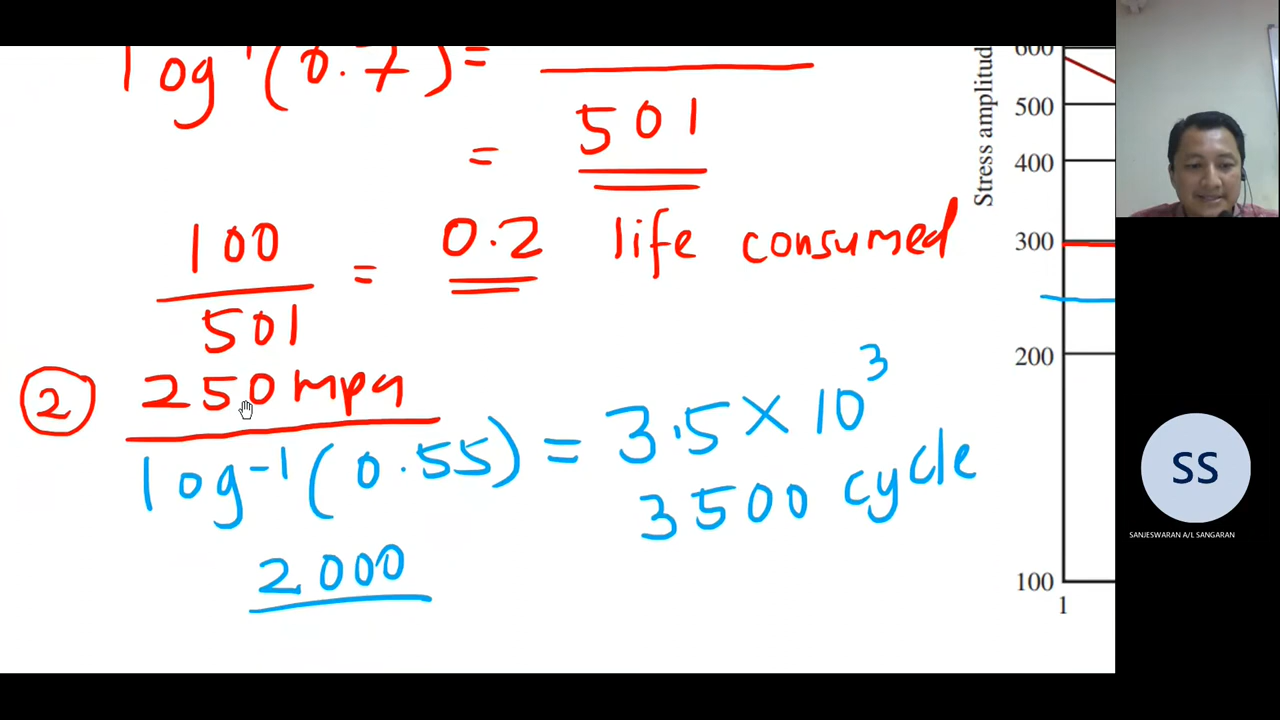 log⁻¹(0.7)=
= 501
100
501
= 0.2 life consumed
② 250 mpa
log⁻¹(0.55) = 3.5 × 10³
3500 cycle
2000
Stress amplitud
600
500
400
300
200
100
1
SS
SANJESWARAN A/L SANGARAN